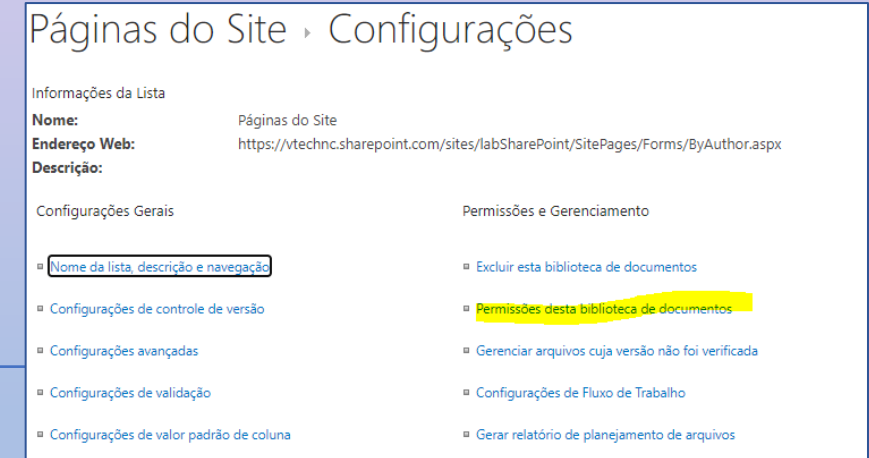 Páginas do Site › Configurações
Informações da Lista
Nome: Páginas do Site
Endereço Web: https://vtechnc.sharepoint.com/sites/labSharePoint/SitePages/Forms/ByAuthor.aspx
Descrição:
Configurações Gerais
Nome da lista, descrição e navegação
Configurações de controle de versão
Configurações avançadas
Configurações de validação
Configurações de valor padrão de coluna
Permissões e Gerenciamento
Excluir esta biblioteca de documentos
Permissões desta biblioteca de documentos
Gerenciar arquivos cuja versão não foi verificada
Configurações de Fluxo de Trabalho
Gerar relatório de planejamento de arquivos